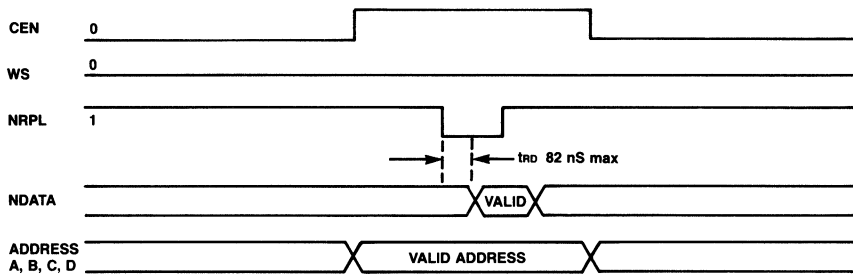 CEN 0
WS 0
NRPL 1
tRD 82 nS max
NDATA VALID
ADDRESS
A, B, C, D
VALID ADDRESS